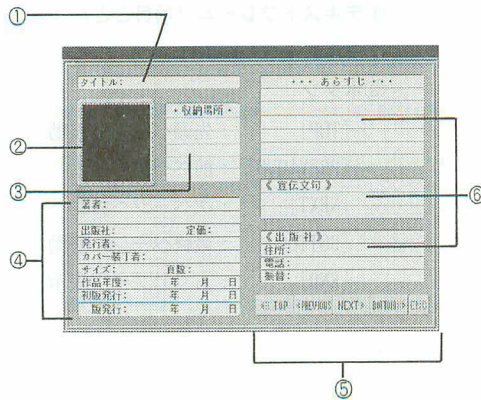 ①
タイトル:
②
・収納場所・
③
④
著者:
出版社: 定価:
発行者:
カバー装丁者:
サイズ: 頁数:
作品年度: 年 月 日
初版発行: 年 月 日
版発行: 年 月 日
・・・ あらすじ ・・・
《 宣伝文句 》
⑥
《 出 版 社 》
住所:
電話:
振替:
TOP PREVIOUS NEXT BOTTOM END
⑤